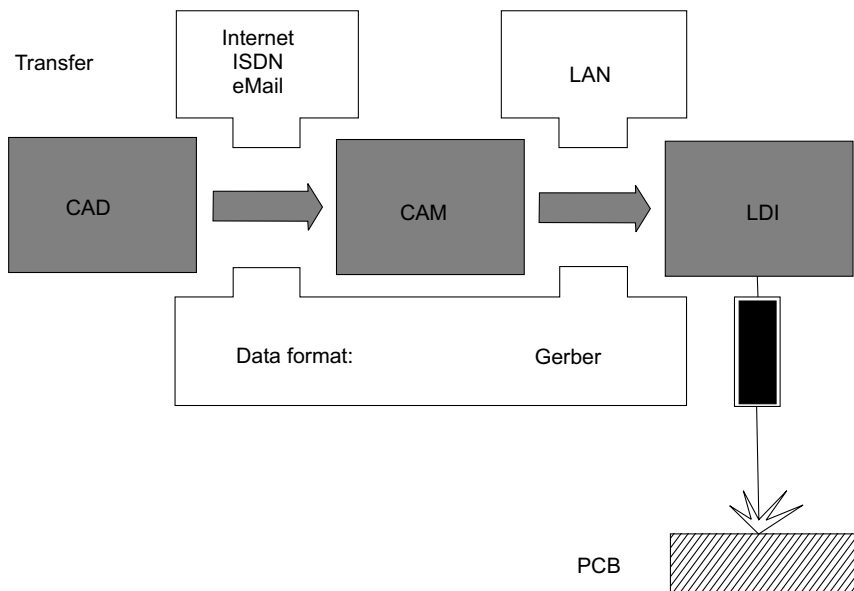 Transfer
Internet
ISDN
eMail
LAN
CAD
CAM
LDI
Data format: Gerber
PCB